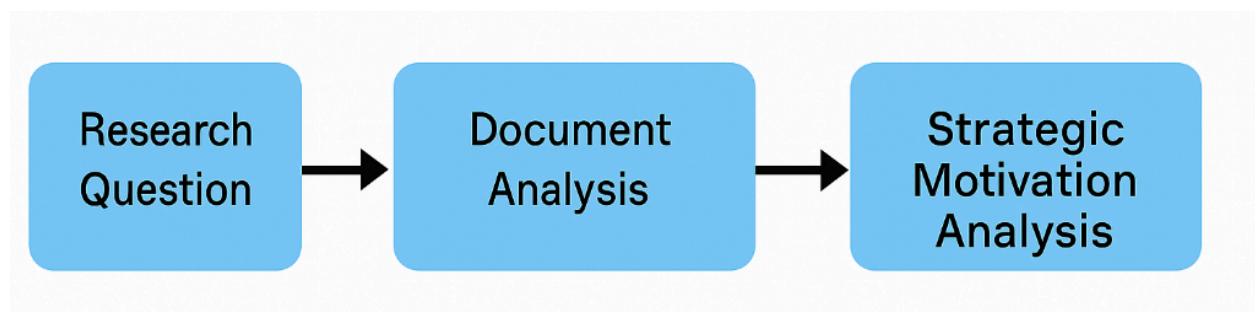 Research
Question
Document
Analysis
Strategic
Motivation
Analysis